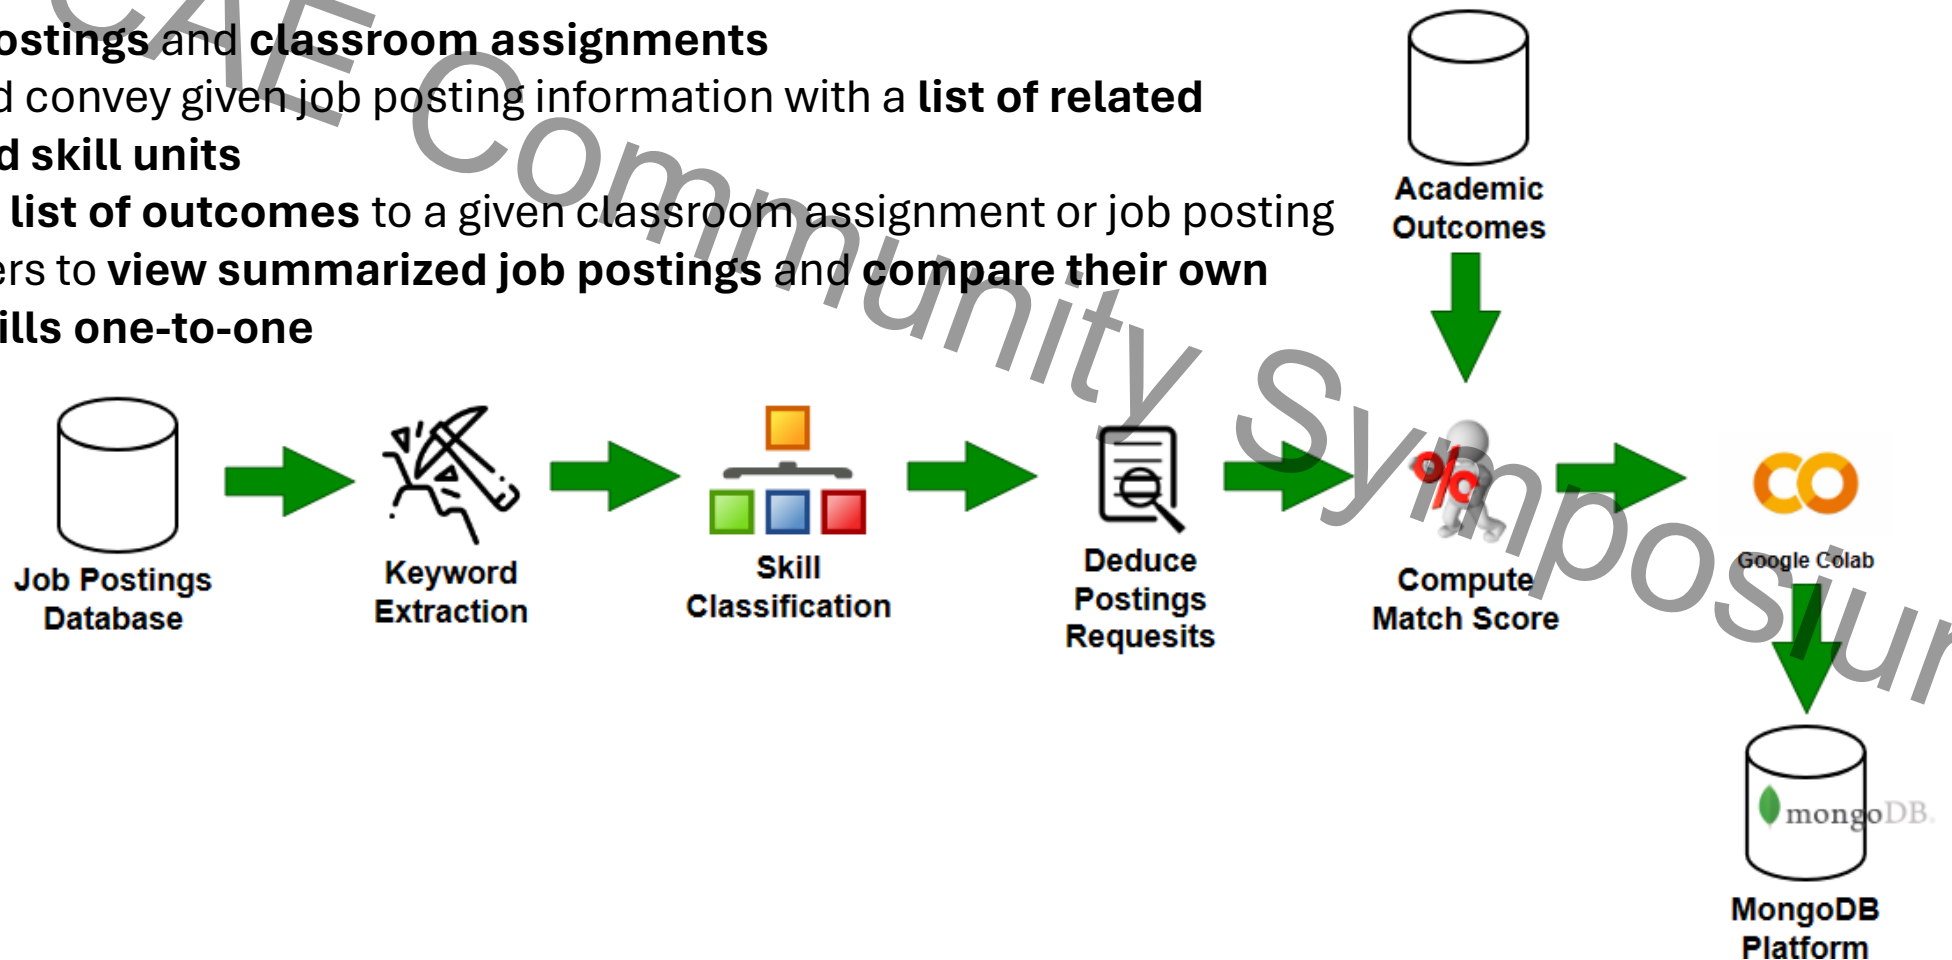 ostings and classroom assignments
d convey given job posting information with a list of related
d skill units
list of outcomes to a given classroom assignment or job posting
ers to view summarized job postings and compare their own
ills one-to-one
CAE Community Symposium
Academic
Outcomes
Job Postings
Database
Keyword
Extraction
Skill
Classification
Deduce
Postings
Requesits
%
Compute
Match Score
Google Colab
mongoDB.
MongoDB
Platform